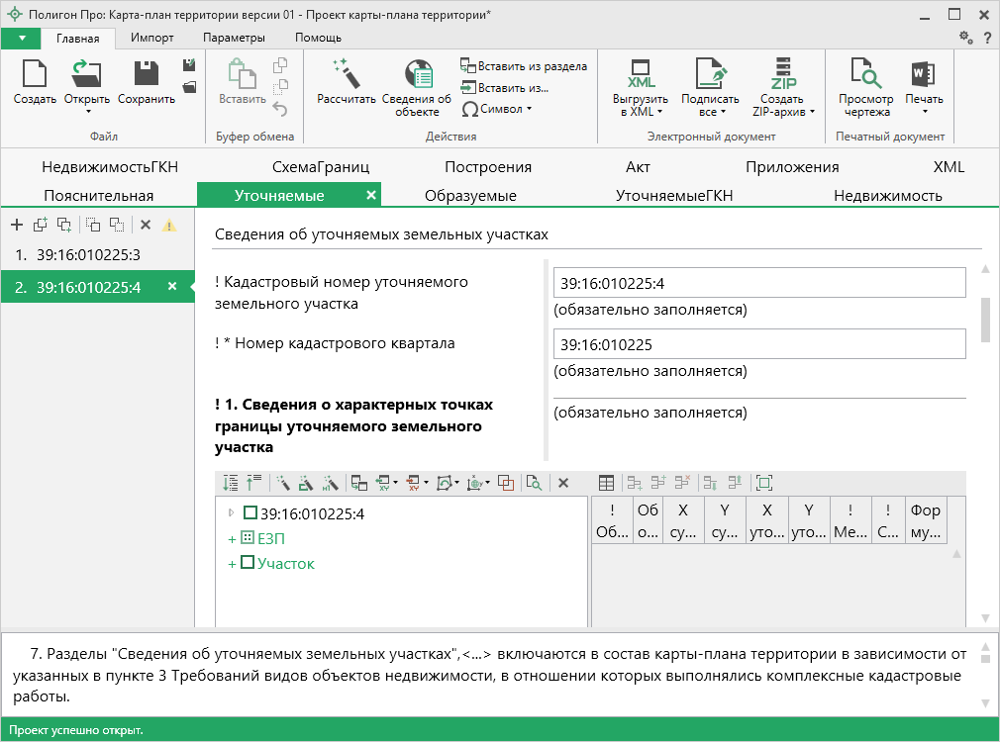 Полигон Про: Карта-план территории версии 01 - Проект карты-плана территории*
Главная Импорт Параметры Помощь
?
Создать Открыть Сохранить
Файл
Вставить
Буфер обмена
Рассчитать Сведения об
объекте
Вставить из раздела
Вставить из...
Символ
Действия
XML
Выгрузить
в XML
Подписать
все
ZIP
Создать
ZIP-архив
Электронный документ
Просмотр
чертежа
W
Печать
Печатный документ
НедвижимостьГКН СхемаГраниц Построения Акт Приложения XML
Пояснительная Уточняемые Образуемые УточняемыеГКН Недвижимость
1. 39:16:010225:3
2. 39:16:010225:4
Сведения об уточняемых земельных участках
! Кадастровый номер уточняемого
земельного участка
39:16:010225:4
(обязательно заполняется)
! * Номер кадастрового квартала
39:16:010225
(обязательно заполняется)
! 1. Сведения о характерных точках
границы уточняемого земельного
участка
(обязательно заполняется)
39:16:010225:4
+ ЕЗП
+ Участок
! Об X Y X Y ! ! Фор
Об... о... су... су... уто... уто... Ме... С... му...
7. Разделы "Сведения об уточняемых земельных участках",<...> включаются в состав карты-плана территории в зависимости от
указанных в пункте 3 Требований видов объектов недвижимости, в отношении которых выполнялись комплексные кадастровые
работы.
Проект успешно открыт.